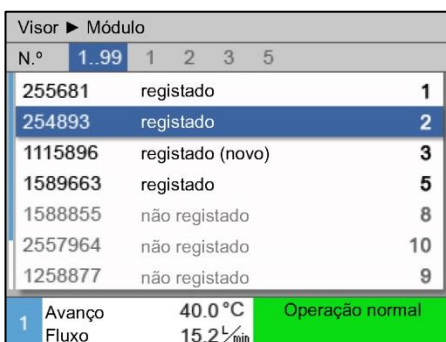 Visor ► Módulo
N.º 1..99 1 2 3 5
255681 registado 1
254893 registado 2
1115896 registado (novo) 3
1589663 registado 5
1588855 não registado 8
2557964 não registado 10
1258877 não registado 9
1 Avanço 40.0 °C Operação normal
Fluxo 15.2 L/min